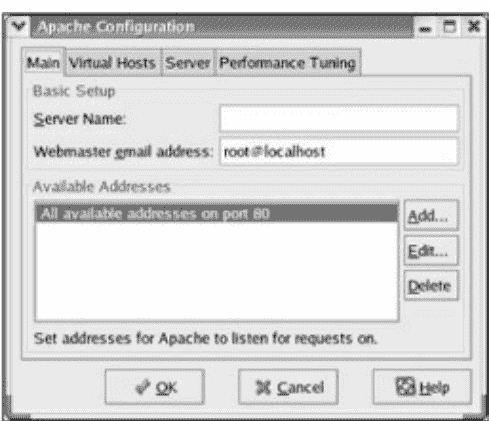 Apache Configuration
Main Virtual Hosts Server Performance Tuning
Basic Setup
Server Name:
Webmaster email address: root@localhost
Available Addresses
All available addresses on port 80
Add...
Edit...
Delete
Set addresses for Apache to listen for requests on.
OK Cancel Help